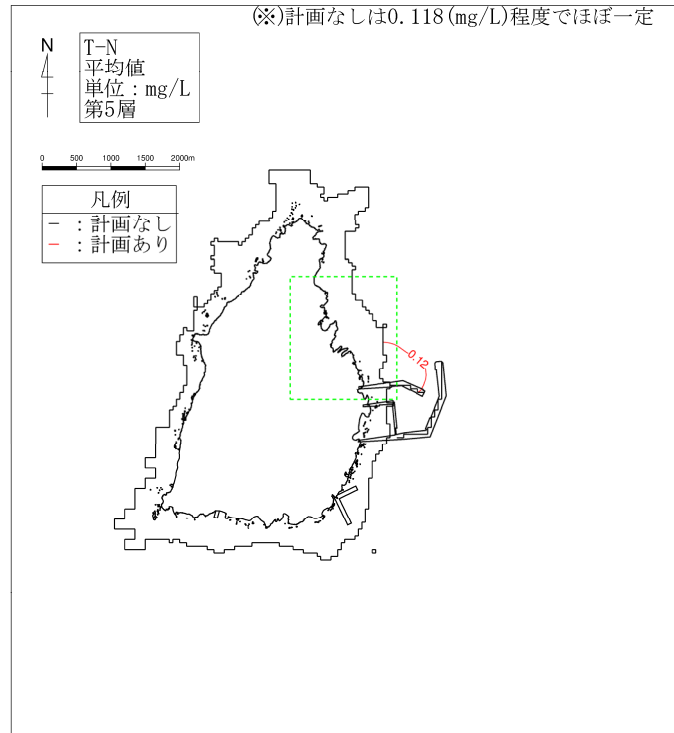 (※)計画なしは0.118(mg/L)程度でほぼ一定
N
T-N
平均値
単位：mg/L
第5層
0 500 1000 1500 2000m
凡例
− ：計画なし
− ：計画あり
0.12